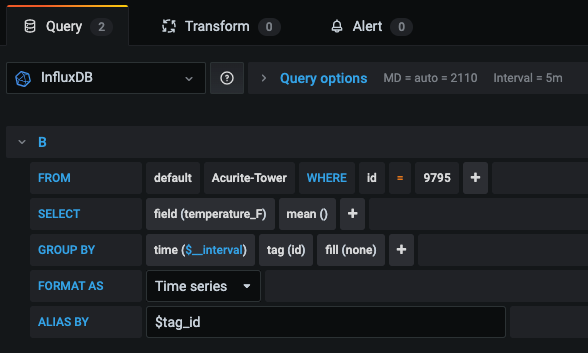 Query 2 Transform 0 Alert 0
InfluxDB ? > Query options MD = auto = 2110 Interval = 5m
B
FROM default Acurite-Tower WHERE id = 9795 +
SELECT field (temperature_F) mean () +
GROUP BY time ($__interval) tag (id) fill (none) +
FORMAT AS Time series
ALIAS BY $tag_id